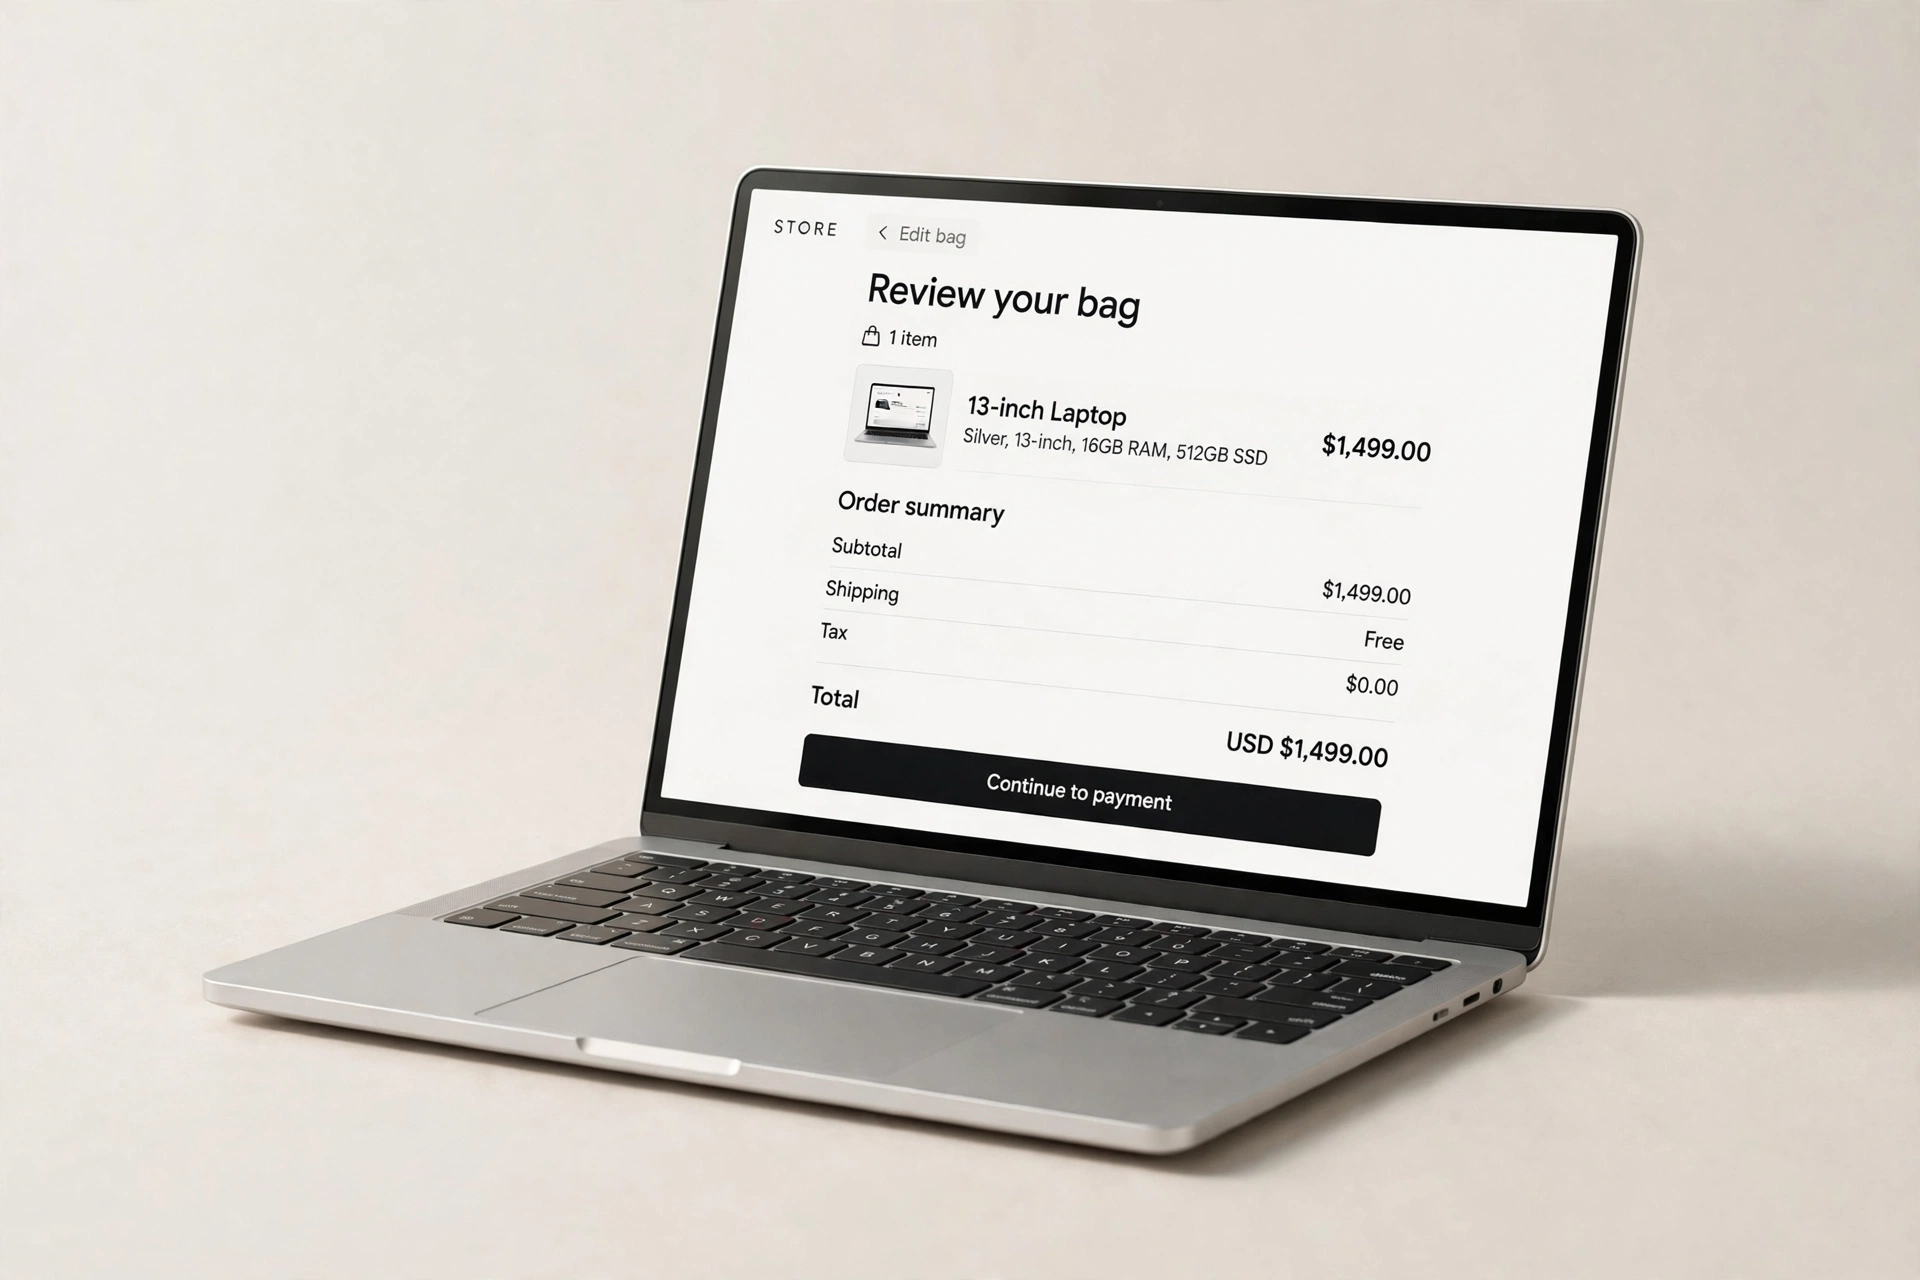 STORE
< Edit bag
Review your bag
1 item
13-inch Laptop
Silver, 13-inch, 16GB RAM, 512GB SSD
$1,499.00
Order summary
Subtotal
$1,499.00
Shipping
Free
Tax
$0.00
Total
USD $1,499.00
Continue to payment
Q W E R T Y U I O P
A S D F G H J K L
Z X C V B N M